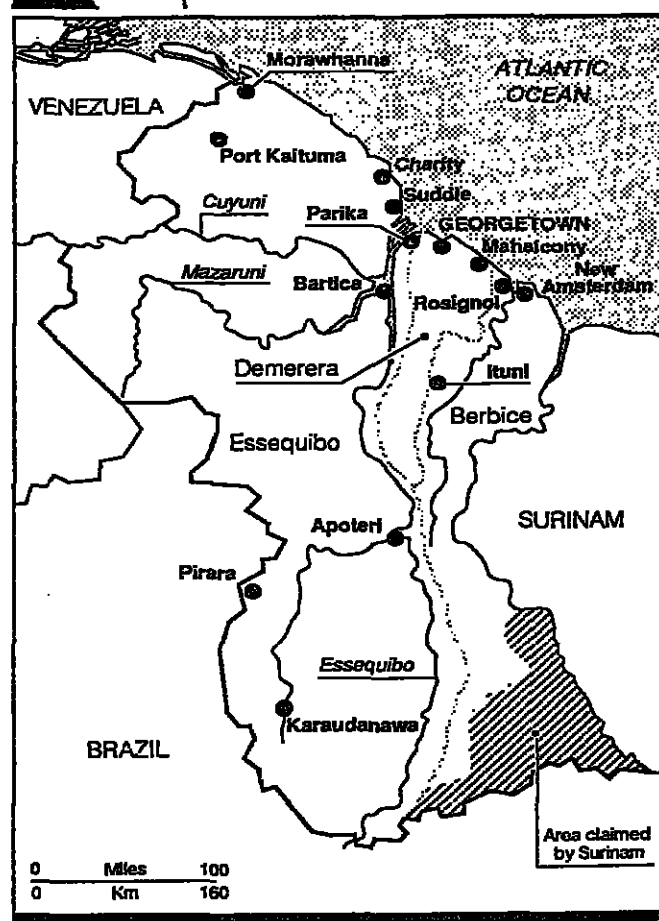 Morawhanna
ATLANTIC
OCEAN
VENEZUELA
Port Kaituma
Charity
Cuyuni
Suddie
Parika
GEORGETOWN
Mahaicony
Mazaruni
Bartica
New
Amsterdam
Rosignol
Demerera
Ituni
Berbice
Essequibo
Apoteri
SURINAM
Pirara
Essequibo
Karaudanawa
BRAZIL
Area claimed
by Surinam
0 Miles 100
0 Km 160